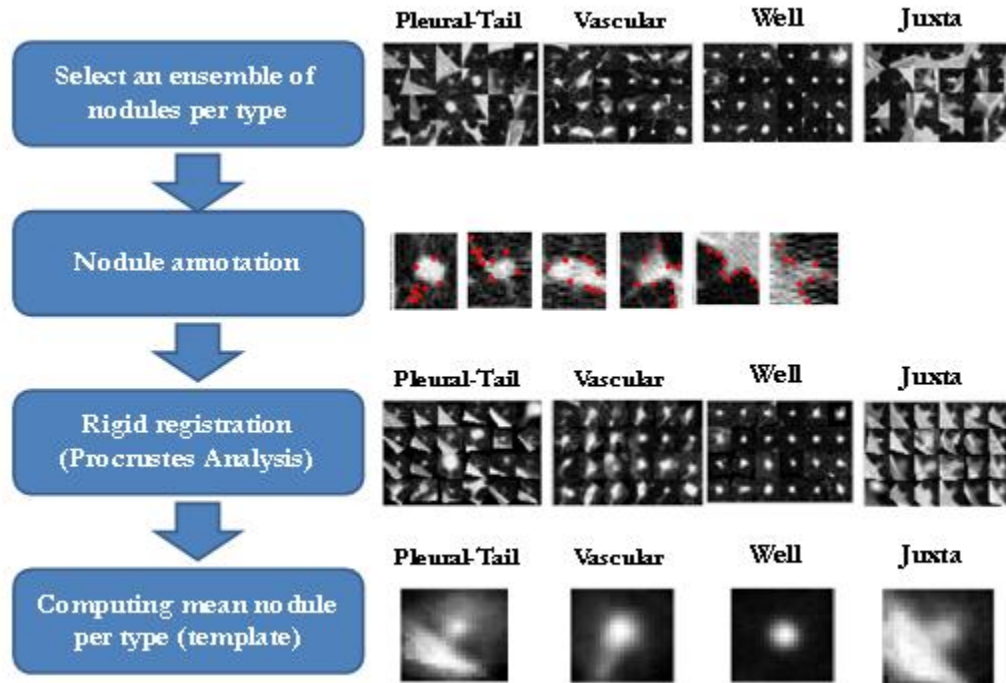 Pleural-Tail Vascular Well Juxta
Select an ensemble of
nodules per type
Nodule annotation
Pleural-Tail Vascular Well Juxta
Rigid registration
(Procrustes Analysis)
Pleural-Tail Vascular Well Juxta
Computing mean nodule
per type (template)